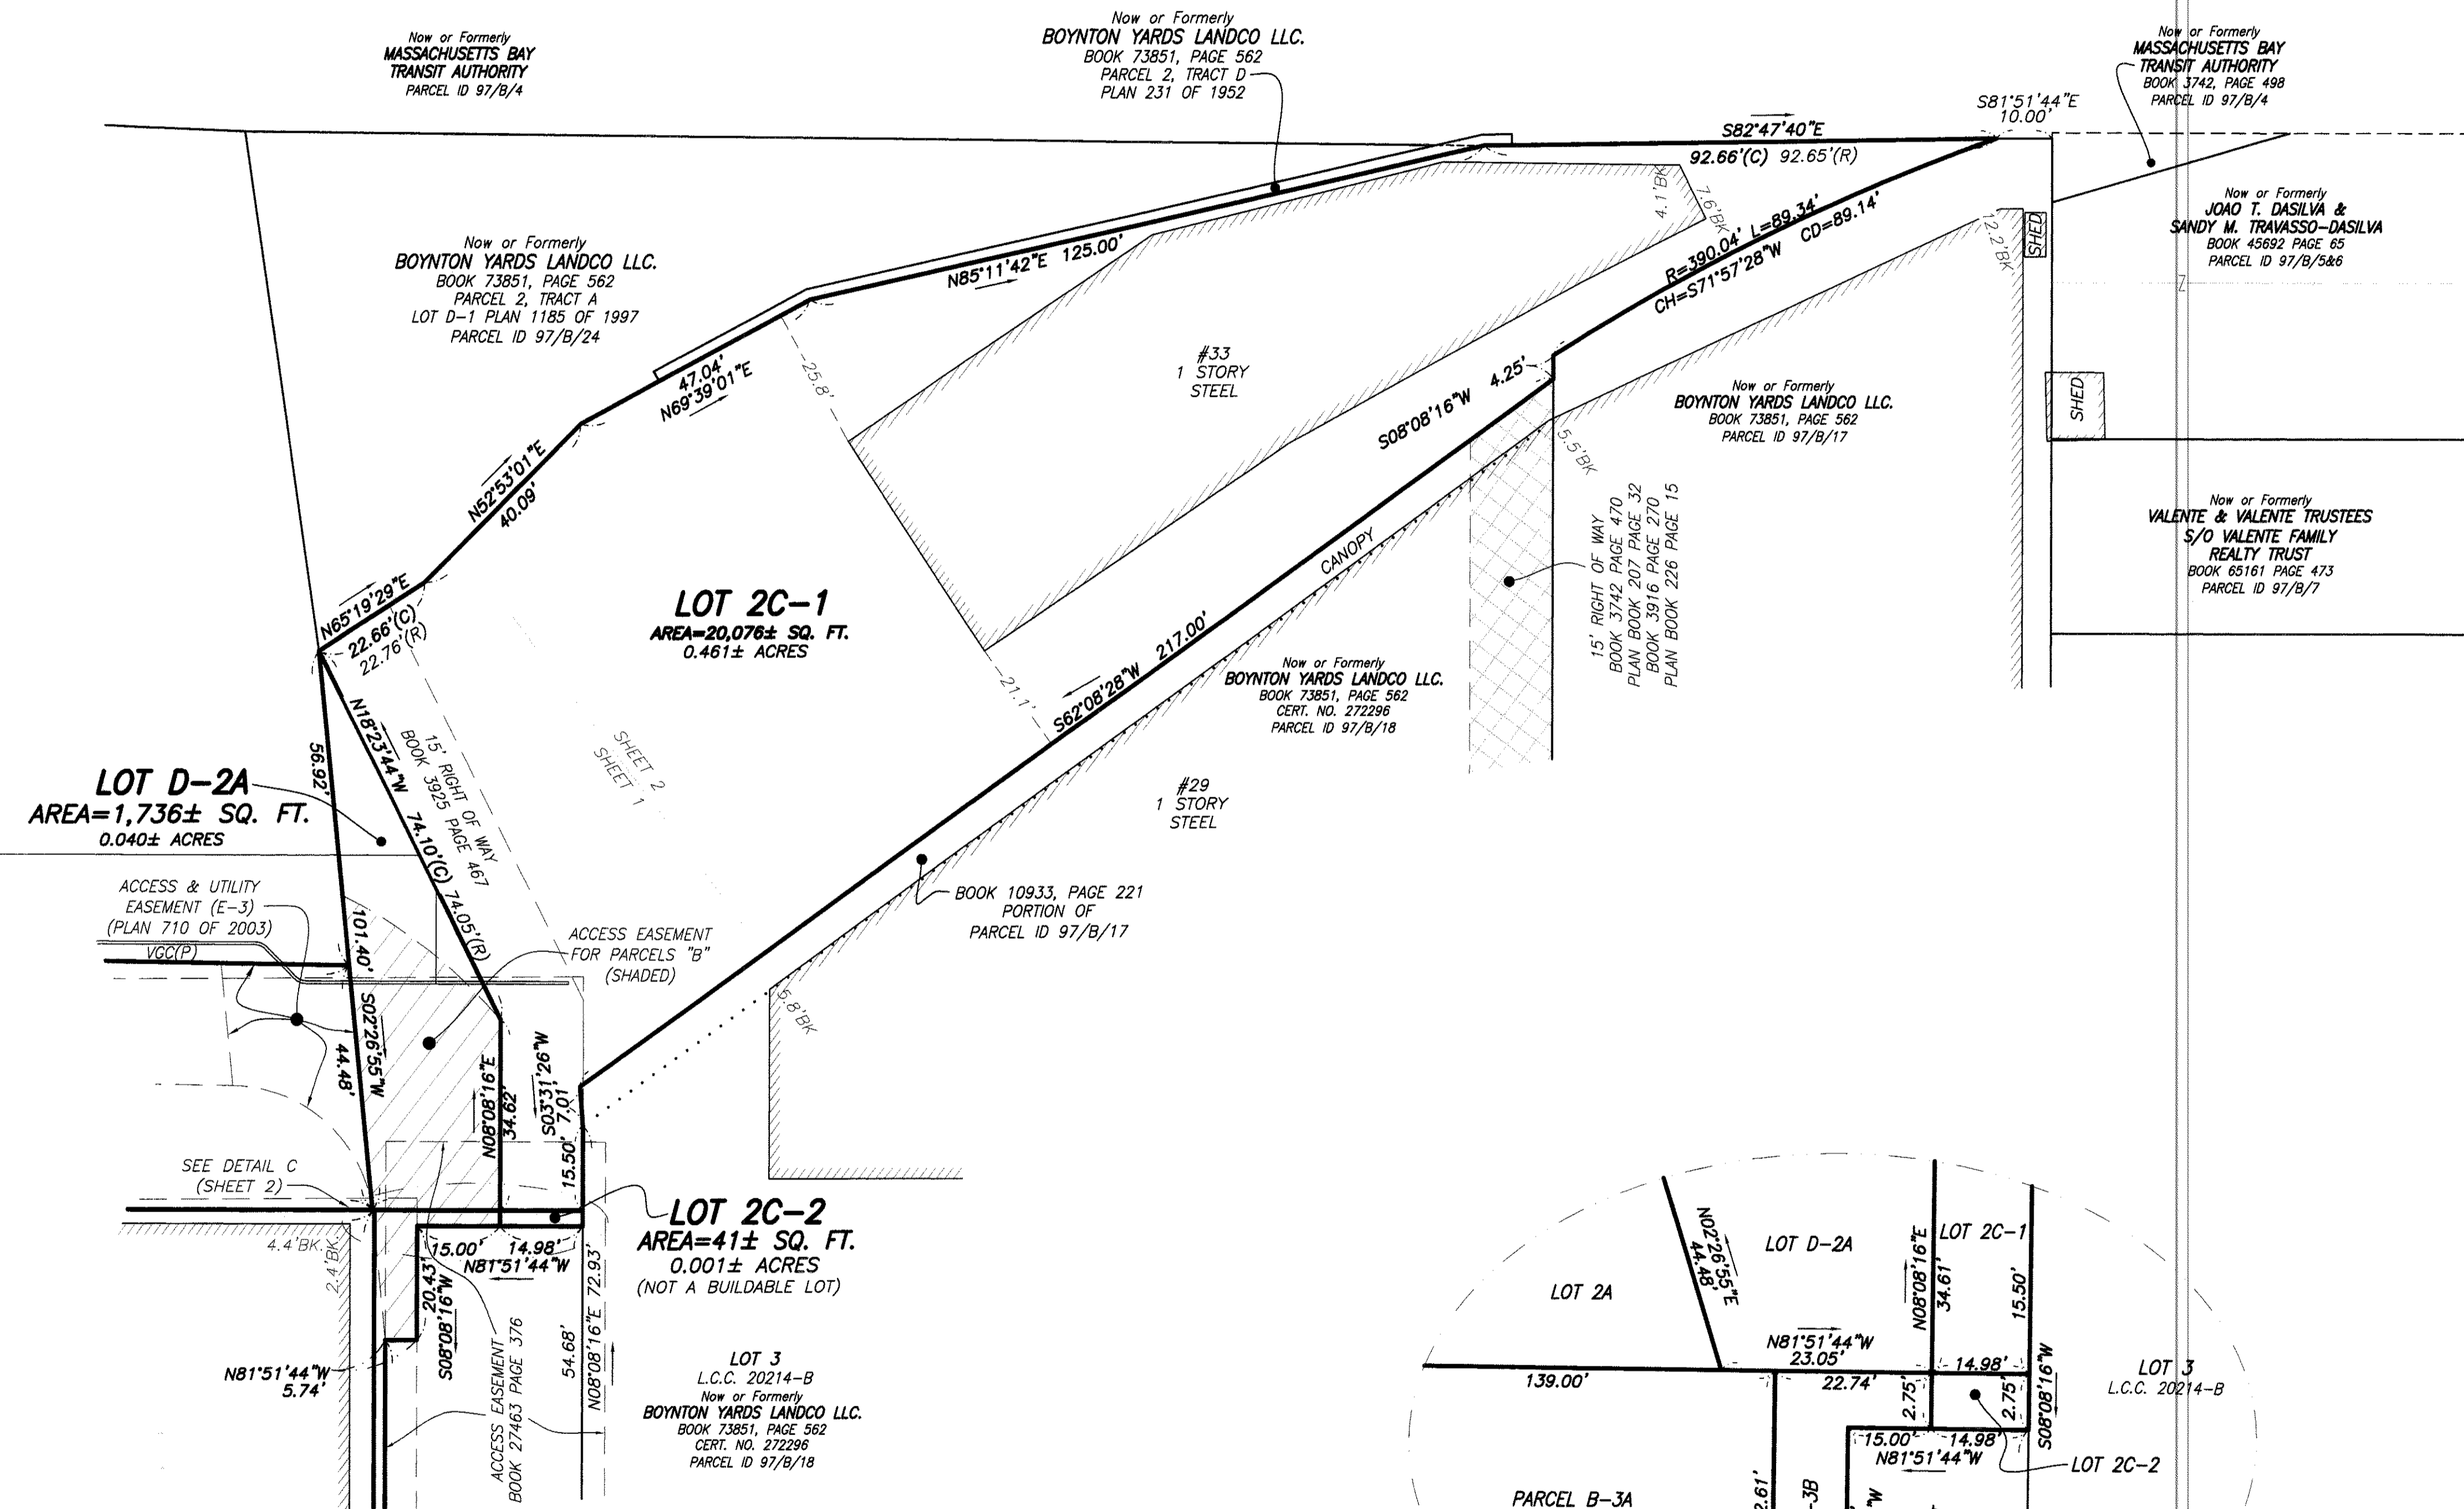 Now or Formerly
MASSACHUSETTS BAY
TRANSIT AUTHORITY
PARCEL ID 97/B/4
Now or Formerly
BOYNTON YARDS LANDCO LLC.
BOOK 73851, PAGE 562
PARCEL 2, TRACT D
PLAN 231 OF 1952
Now or Formerly
MASSACHUSETTS BAY
TRANSIT AUTHORITY
BOOK 3742, PAGE 498
PARCEL ID 97/B/4
S81°51'44"E
10.00'
S82°47'40"E
92.66'(C) 92.65'(R)
4.1'BK
7.6'BK
R=390.04' L=89.34'
CH=S71°57'28"W CD=89.14'
12.2'BK
SHED
Now or Formerly
JOAO T. DASILVA &
SANDY M. TRAVASSO-DASILVA
BOOK 45692 PAGE 65
PARCEL ID 97/B/5&6
Now or Formerly
BOYNTON YARDS LANDCO LLC.
BOOK 73851, PAGE 562
PARCEL 2, TRACT A
LOT D-1 PLAN 1185 OF 1997
PARCEL ID 97/B/24
N85°11'42"E 125.00'
47.04'
N69°39'01"E
25.8'
#33
1 STORY
STEEL
S08°08'16"W 4.25'
Now or Formerly
BOYNTON YARDS LANDCO LLC.
BOOK 73851, PAGE 562
PARCEL ID 97/B/17
SHED
5.5'BK
N52°53'01"E
40.09'
CANOPY
15' RIGHT OF WAY
BOOK 3742 PAGE 470
PLAN BOOK 207 PAGE 32
BOOK 3916 PAGE 270
PLAN BOOK 226 PAGE 15
Now or Formerly
VALENTE & VALENTE TRUSTEES
S/O VALENTE FAMILY
REALTY TRUST
BOOK 65161 PAGE 473
PARCEL ID 97/B/7
N65°19'29"E
22.66'(C)
22.76'(R)
LOT 2C-1
AREA=20,076± SQ. FT.
0.461± ACRES
21.1'
S62°08'28"W 217.00'
Now or Formerly
BOYNTON YARDS LANDCO LLC.
BOOK 73851, PAGE 562
CERT. NO. 272296
PARCEL ID 97/B/18
SHEET 2
SHEET 1
56.92'
N18°23'44"W 74.10'(C) 74.05'(R)
15' RIGHT OF WAY
BOOK 3925 PAGE 467
LOT D-2A
AREA=1,736± SQ. FT.
0.040± ACRES
#29
1 STORY
STEEL
ACCESS & UTILITY
EASEMENT (E-3)
(PLAN 710 OF 2003)
VGC(P)
101.40'
S02°26'55"W
44.48'
ACCESS EASEMENT
FOR PARCELS "B"
(SHADED)
BOOK 10933, PAGE 221
PORTION OF
PARCEL ID 97/B/17
5.8'BK
N08°08'16"E
34.62'
S03°31'26"W
7.01'
15.50'
SEE DETAIL C
(SHEET 2)
LOT 2C-2
AREA=41± SQ. FT.
0.001± ACRES
(NOT A BUILDABLE LOT)
4.4'BK
2.4'BK
15.00' 14.98'
N81°51'44"W
20.43'
S08°08'16"W
N81°51'44"W
5.74'
ACCESS EASEMENT
BOOK 27463 PAGE 376
54.68'
N08°08'16"E 72.93'
LOT 3
L.C.C. 20214-B
Now or Formerly
BOYNTON YARDS LANDCO LLC.
BOOK 73851, PAGE 562
CERT. NO. 272296
PARCEL ID 97/B/18
N02°26'55"E
44.48'
LOT D-2A
N08°08'16"E
34.61'
LOT 2C-1
15.50'
LOT 2A
N81°51'44"W
23.05'
139.00'
22.74'
14.98'
2.75'
2.75'
S08°08'16"W
LOT 3
L.C.C. 20214-B
15.00' 14.98'
N81°51'44"W
LOT 2C-2
PARCEL B-3A
2.61'
-3B
"W